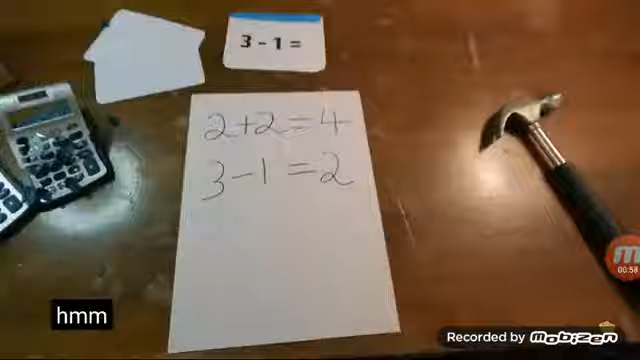 3 - 1 =
2+2=4
3-1=2
hmm
00:58
Recorded by Mobizen